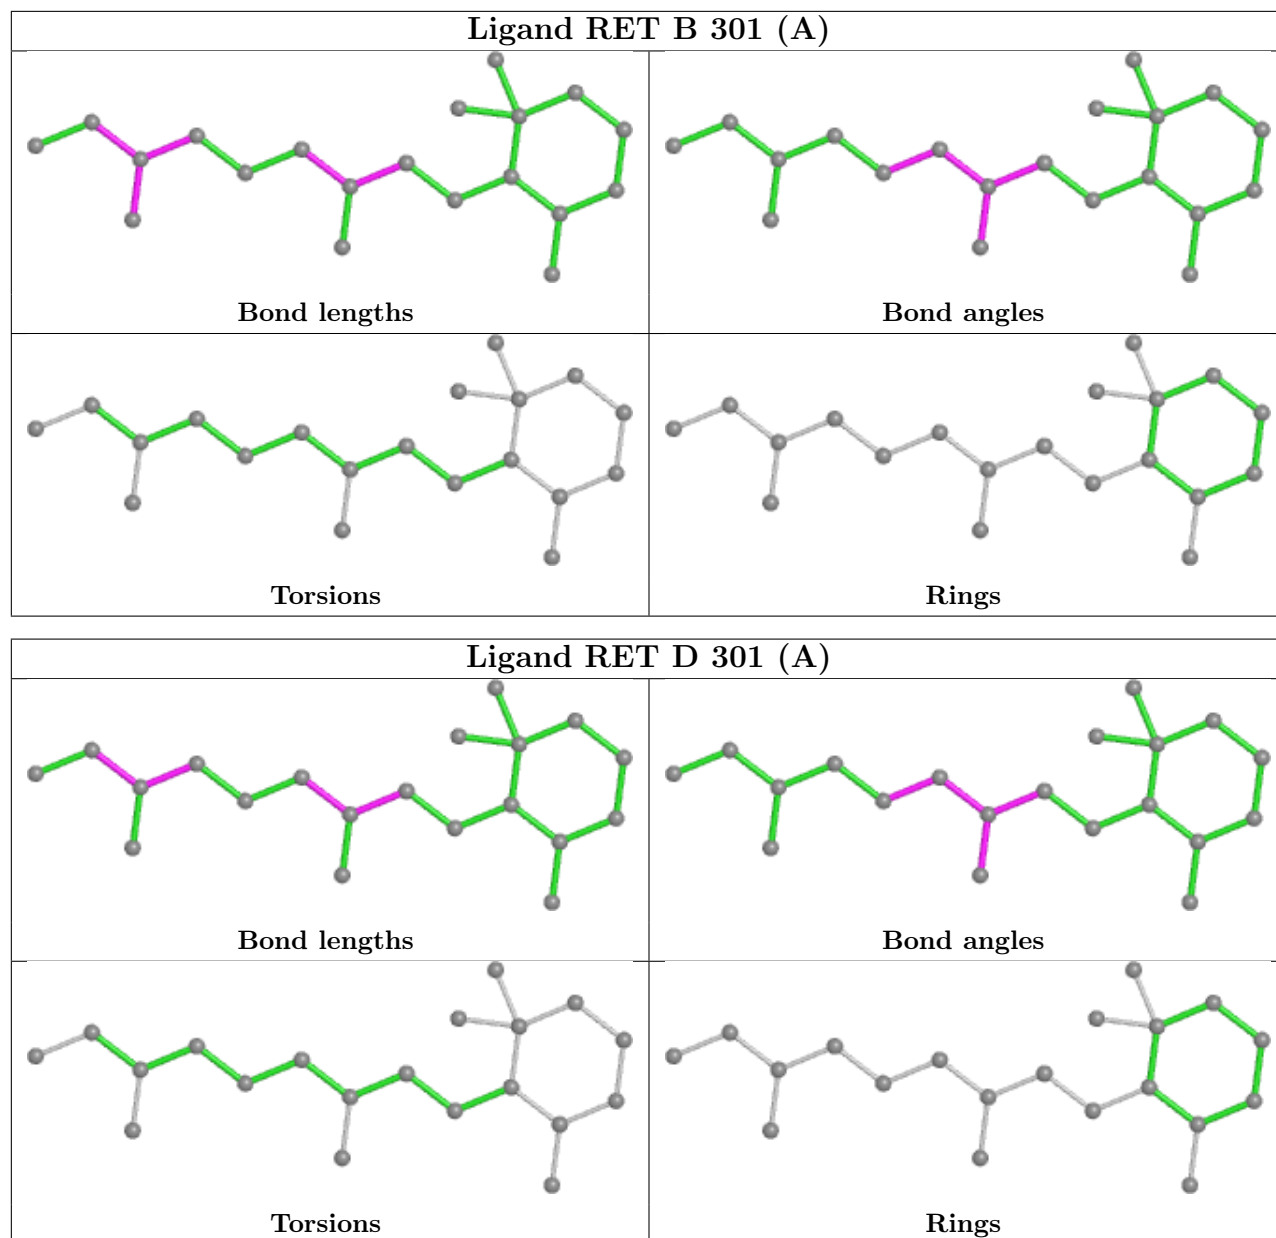 Ligand RET B 301 (A)
Bond lengths
Bond angles
Torsions
Rings
Ligand RET D 301 (A)
Bond lengths
Bond angles
Torsions
Rings